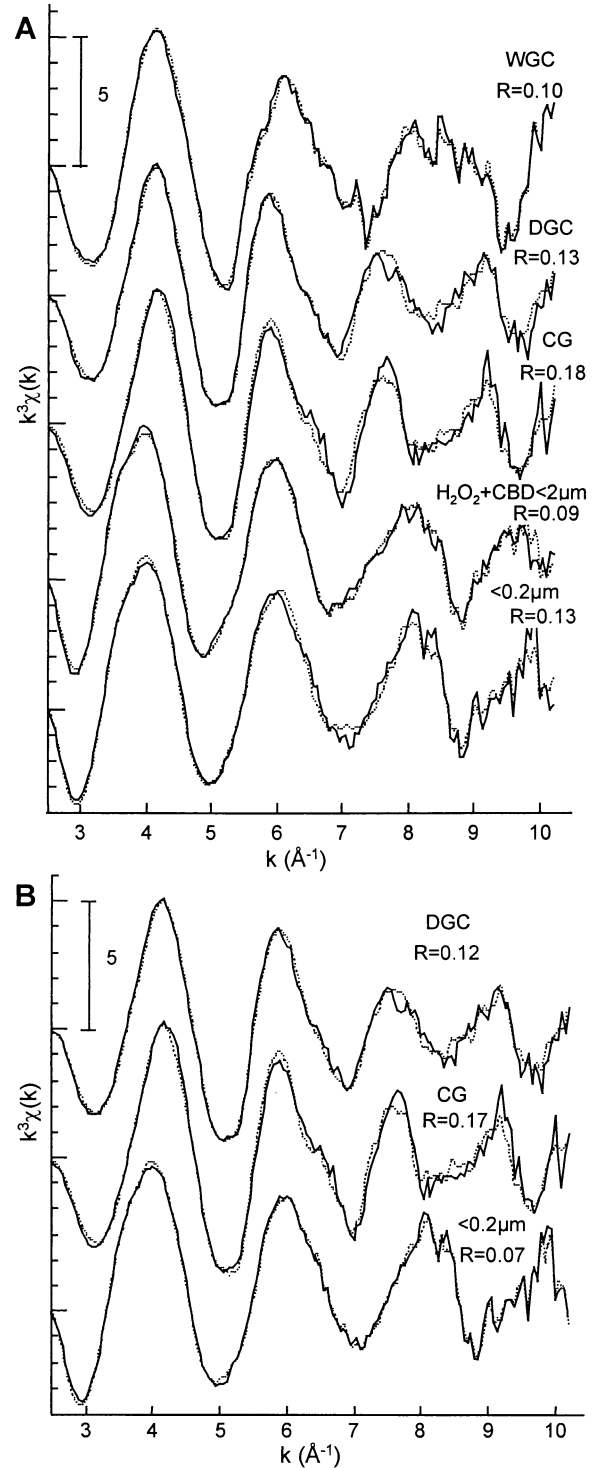 A
5
WGC
R=0.10
DGC
R=0.13
CG
R=0.18
H₂O₂+CBD<2µm
R=0.09
<0.2µm
R=0.13
k³χ(k)
3 4 5 6 7 8 9 10
k (Å⁻¹)
B
5
DGC
R=0.12
CG
R=0.17
<0.2µm
R=0.07
k³χ(k)
3 4 5 6 7 8 9 10
k (Å⁻¹)